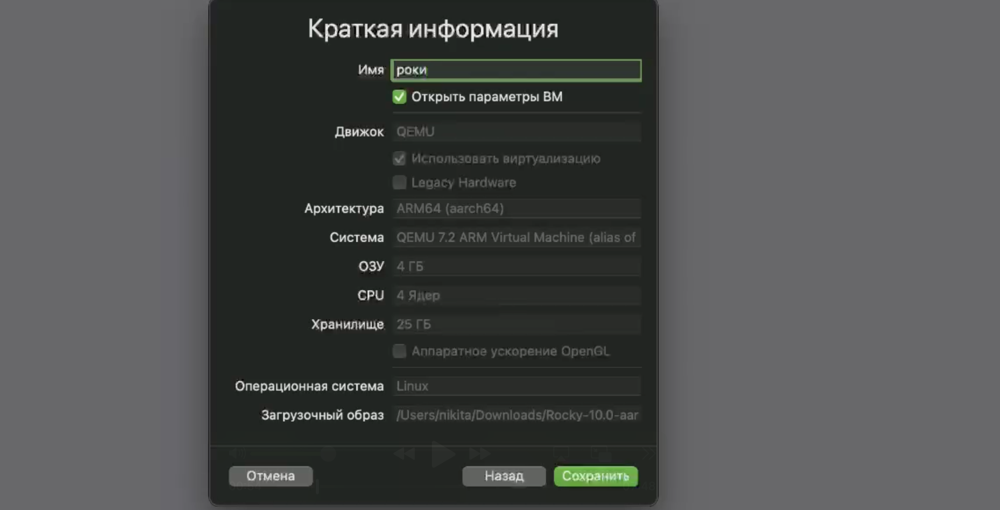 Краткая информация
Имя роки
Открыть параметры ВМ
Движок QEMU
Использовать виртуализацию
Legacy Hardware
Архитектура ARM64 (aarch64)
Система QEMU 7.2 ARM Virtual Machine (alias of
ОЗУ 4 ГБ
CPU 4 Ядер
Хранилище 25 ГБ
Аппаратное ускорение OpenGL
Операционная система Linux
Загрузочный образ /Users/nikita/Downloads/Rocky-10.0-aar
Отмена Назад Сохранить